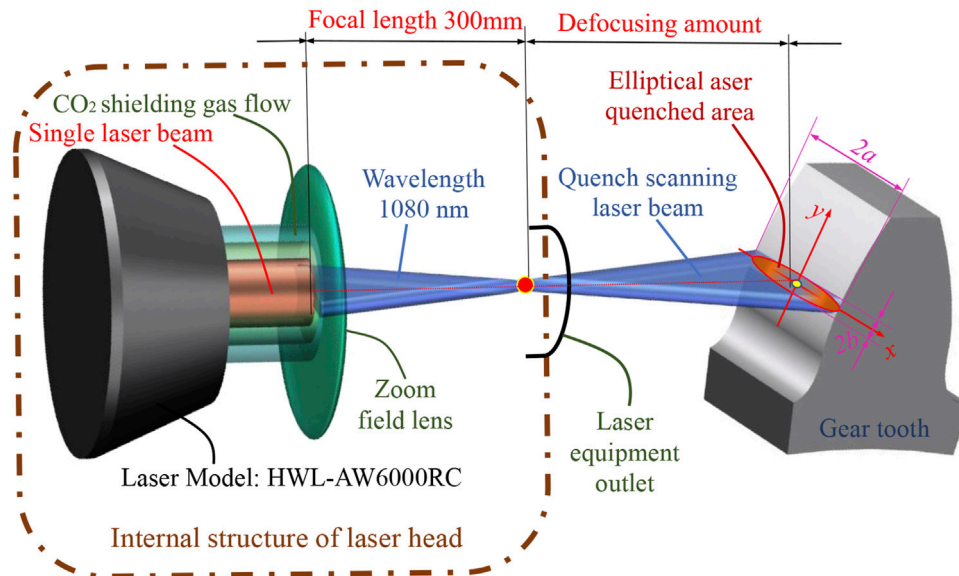 Focal length 300mm
Defocusing amount
CO₂ shielding gas flow
Single laser beam
Elliptical aser
quenched area
2a
Wavelength
1080 nm
Quench scanning
laser beam
y
x
2b
Zoom
field lens
Laser
equipment
outlet
Gear tooth
Laser Model: HWL-AW6000RC
Internal structure of laser head